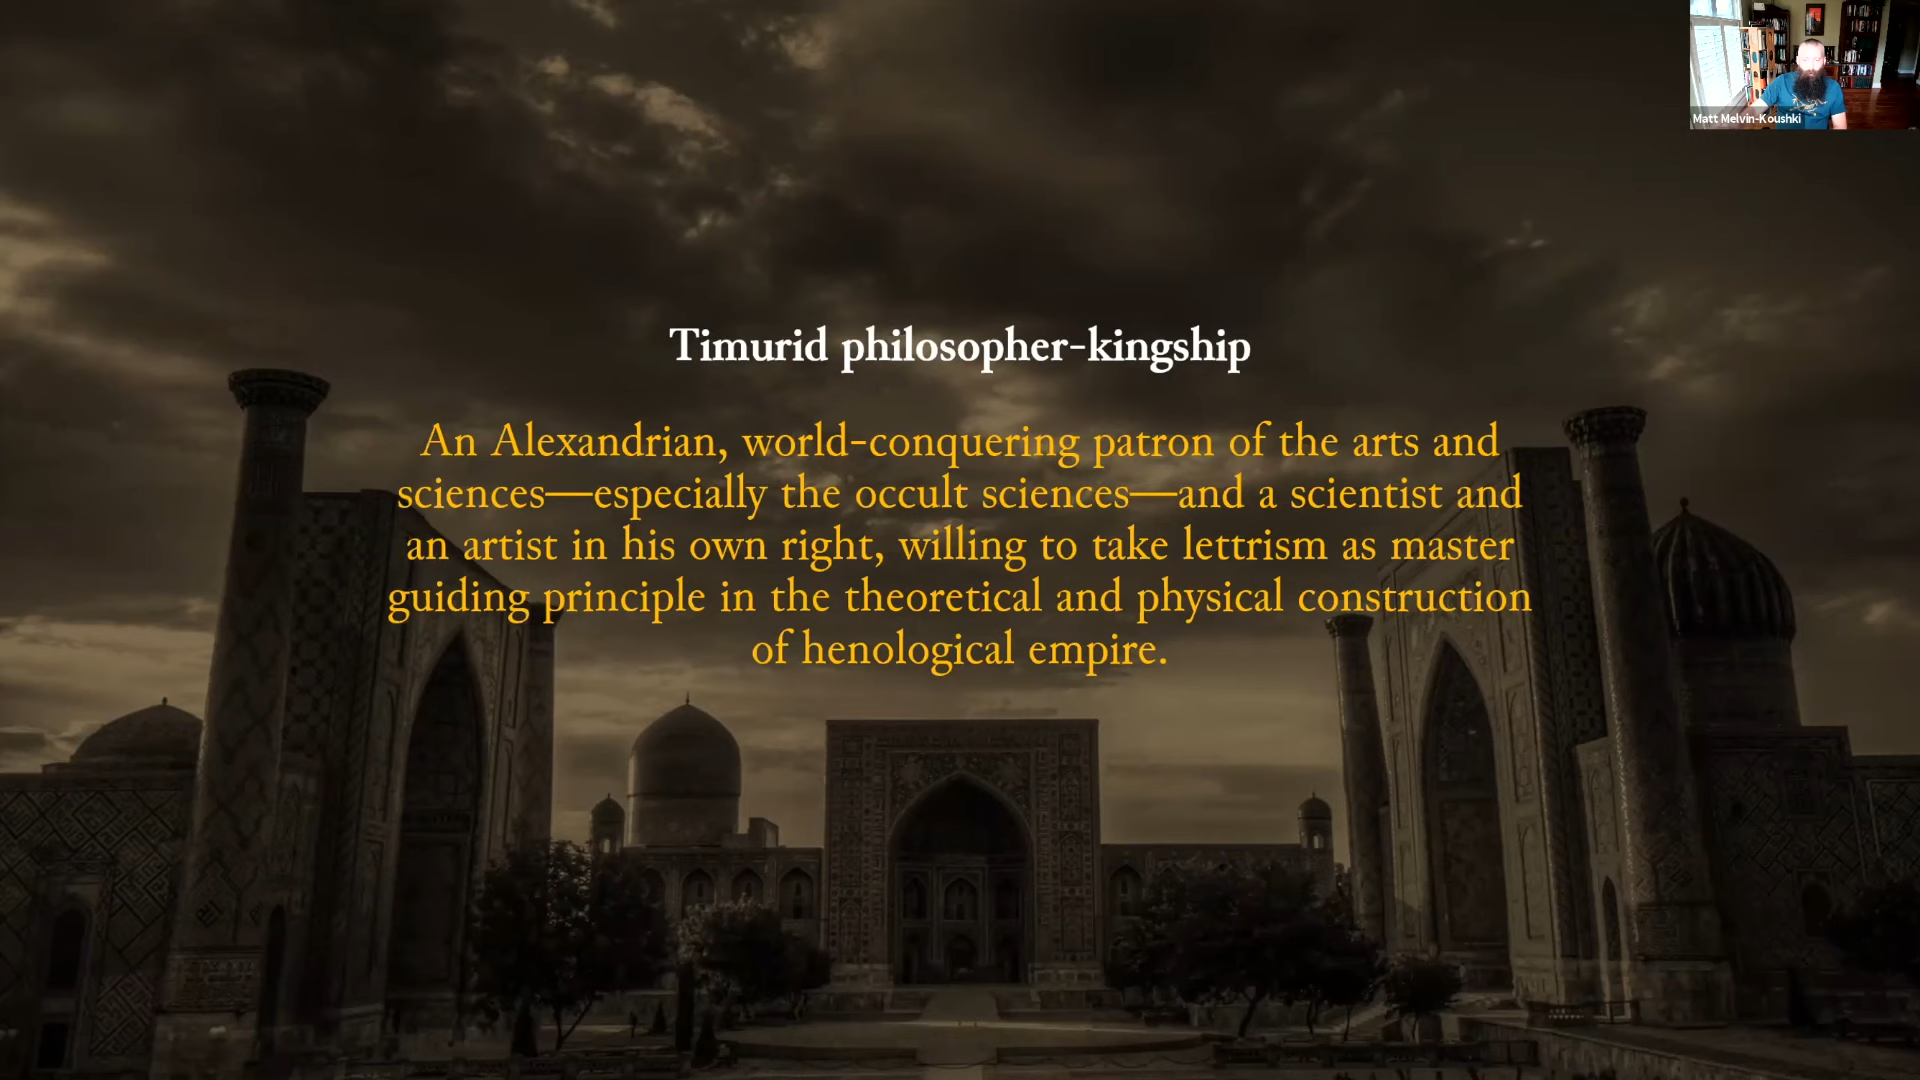 Matt Melvin-Koushki
Timurid philosopher-kingship
An Alexandrian, world-conquering patron of the arts and
sciences—especially the occult sciences—and a scientist and
an artist in his own right, willing to take lettrism as master
guiding principle in the theoretical and physical construction
of henological empire.